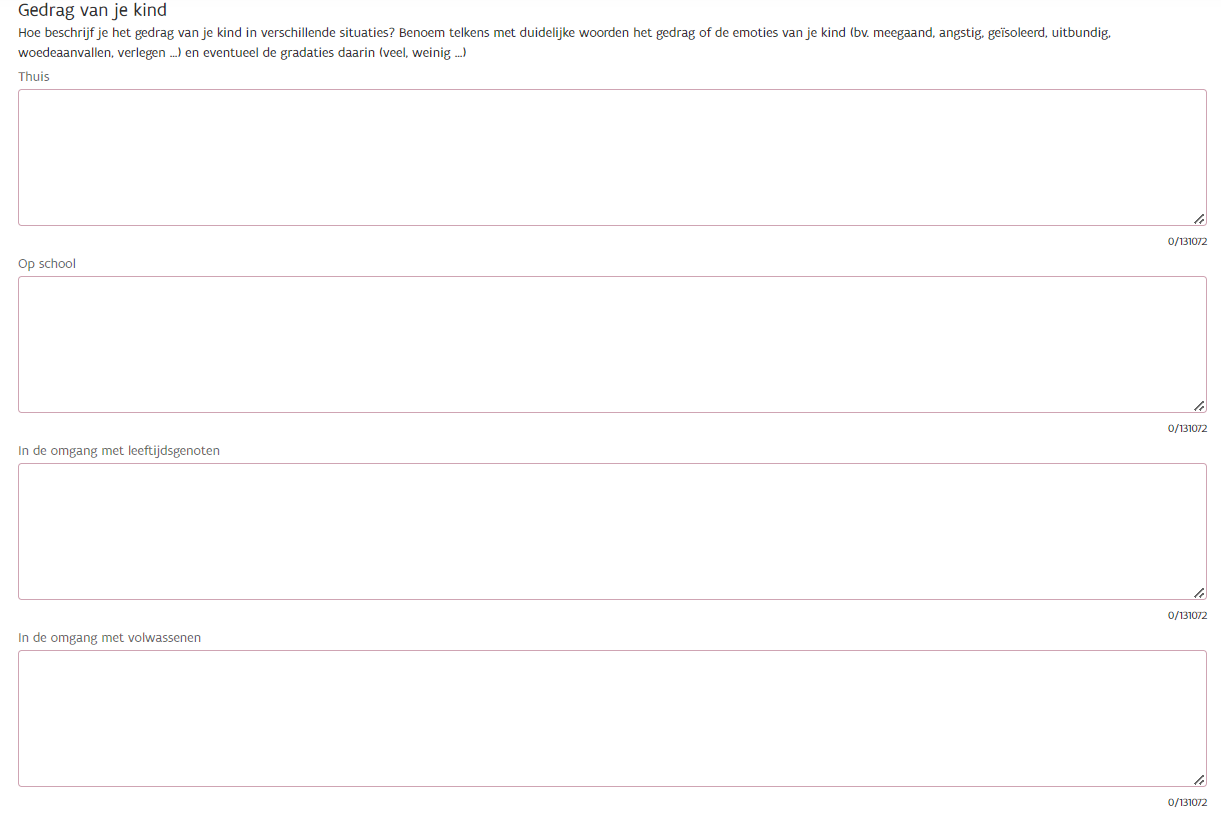 Gedrag van je kind
Hoe beschrijf je het gedrag van je kind in verschillende situaties? Benoem telkens met duidelijke woorden het gedrag of de emoties van je kind (bv. meegaand, angstig, geïsoleerd, uitbundig,
woedeaanvallen, verlegen ...) en eventueel de gradaties daarin (veel, weinig ...)
Thuis
0/131072
Op school
0/131072
In de omgang met leeftijdsgenoten
0/131072
In de omgang met volwassenen
0/131072